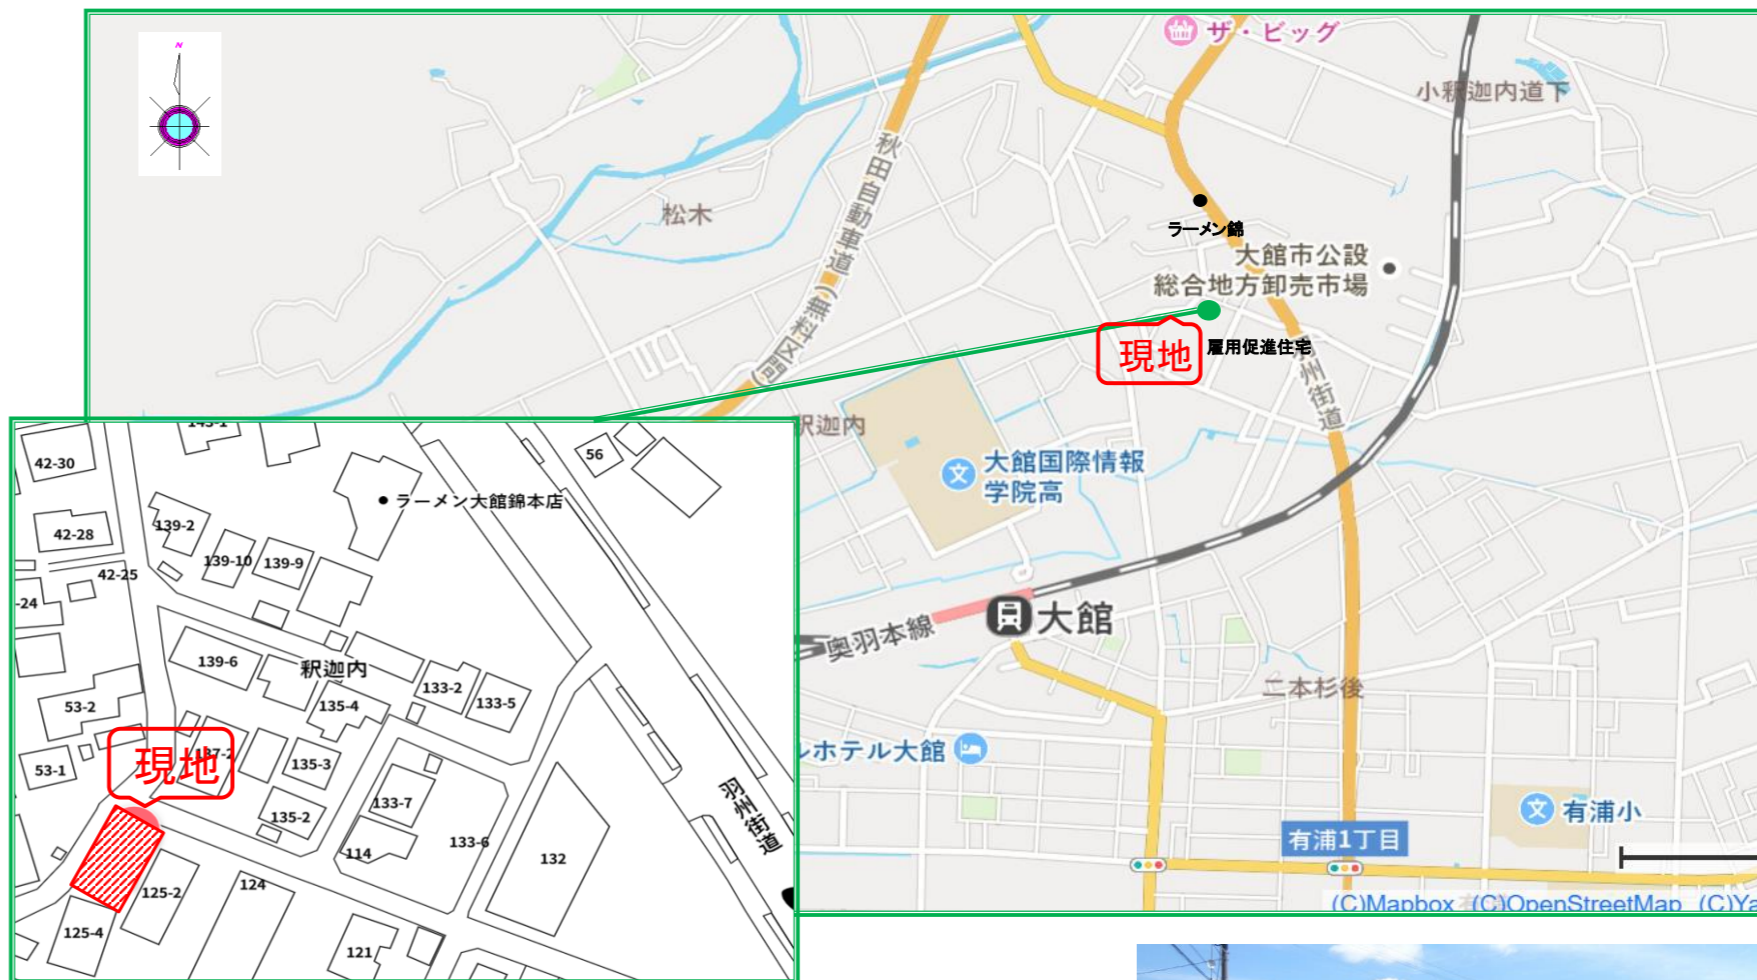 N
ザ・ビッグ
小釈迦内道下
秋田自動車道(無料区間)
松木
ラーメン錦
大館市公設
総合地方卸売市場
現地
雇用促進住宅
羽州街道
釈迦内
大館国際情報
学院高
大館
奥羽本線
二本杉後
ルホテル大館
有浦小
有浦1丁目
(C)Mapbox (C)OpenStreetMap (C)Ya
143-1
42-30
56
ラーメン大館錦本店
42-28
139-2
139-10
139-9
42-25
-24
139-6
釈迦内
133-2
133-5
53-2
135-4
137-2
現地
53-1
135-3
133-7
羽州街道
135-2
133-6
114
132
125-2
124
125-4
121